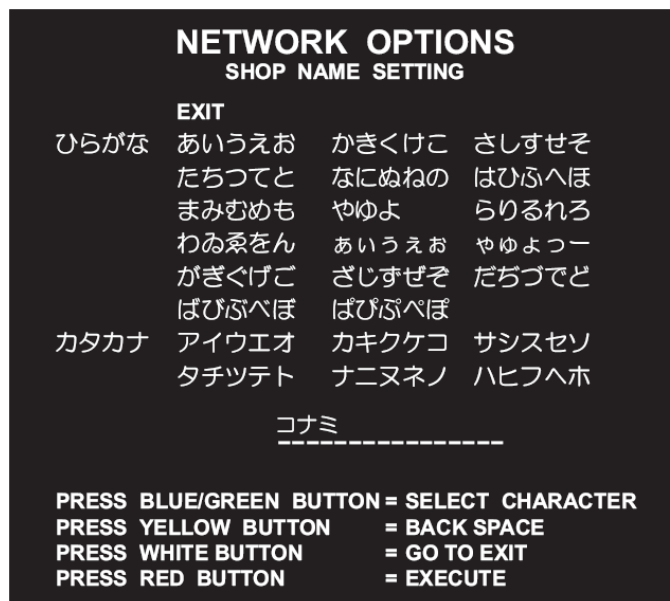 NETWORK OPTIONS
SHOP NAME SETTING
EXIT
ひらがな あいうえお かきくけこ さしすせそ
たちつてと なにぬねの はひふへほ
まみむめも やゆよ らりるれろ
わゐゑをん ぁぃぅぇぉ ゃゅょっー
がぎぐげご ざじずぜぞ だぢづでど
ばびぶべぼ ぱぴぷぺぽ
カタカナ アイウエオ カキクケコ サシスセソ
タチツテト ナニヌネノ ハヒフヘホ
コナミ
PRESS BLUE/GREEN BUTTON = SELECT CHARACTER
PRESS YELLOW BUTTON = BACK SPACE
PRESS WHITE BUTTON = GO TO EXIT
PRESS RED BUTTON = EXECUTE